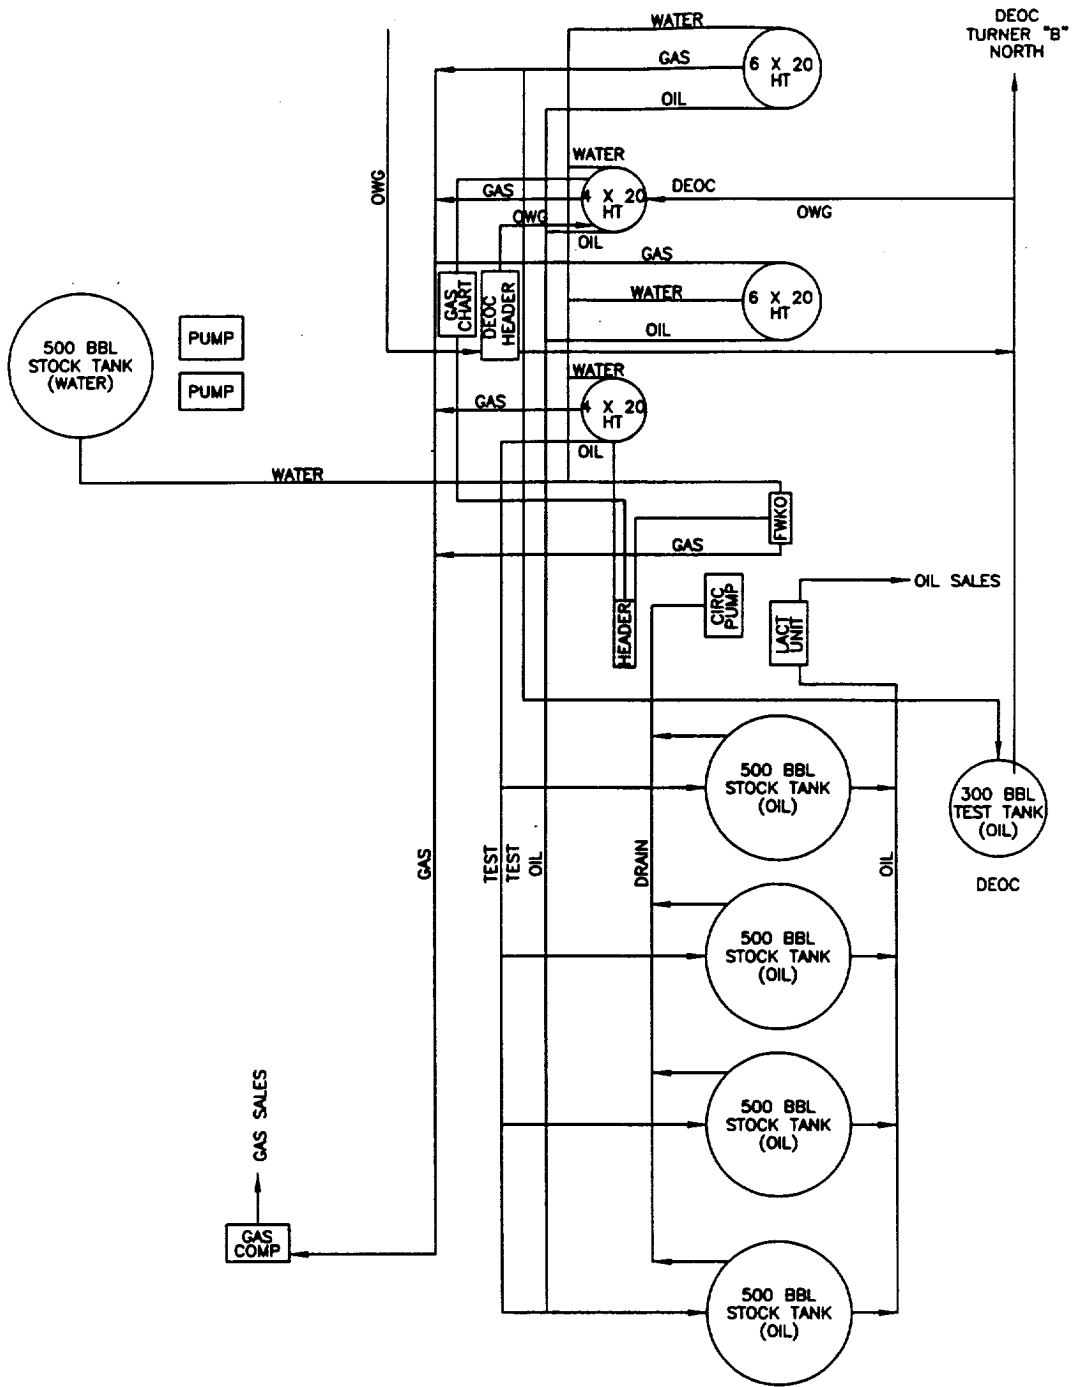 DEOC
TURNER "B"
NORTH
WATER
GAS
6 X 20
HT
OIL
WATER
OWG
GAS
4 X 20
HT
DEOC
OWG
OWG
OIL
GAS
GAS
CHART
DEOC
HEADER
WATER
6 X 20
HT
OIL
500 BBL
STOCK TANK
(WATER)
PUMP
PUMP
WATER
GAS
4 X 20
HT
OIL
WATER
FWKO
GAS
HEADER
CIRC
PUMP
LACT
UNIT
OIL SALES
500 BBL
STOCK TANK
(OIL)
300 BBL
TEST TANK
(OIL)
DEOC
GAS
TEST
TEST
OIL
DRAIN
OIL
500 BBL
STOCK TANK
(OIL)
500 BBL
STOCK TANK
(OIL)
GAS SALES
GAS
COMP
500 BBL
STOCK TANK
(OIL)